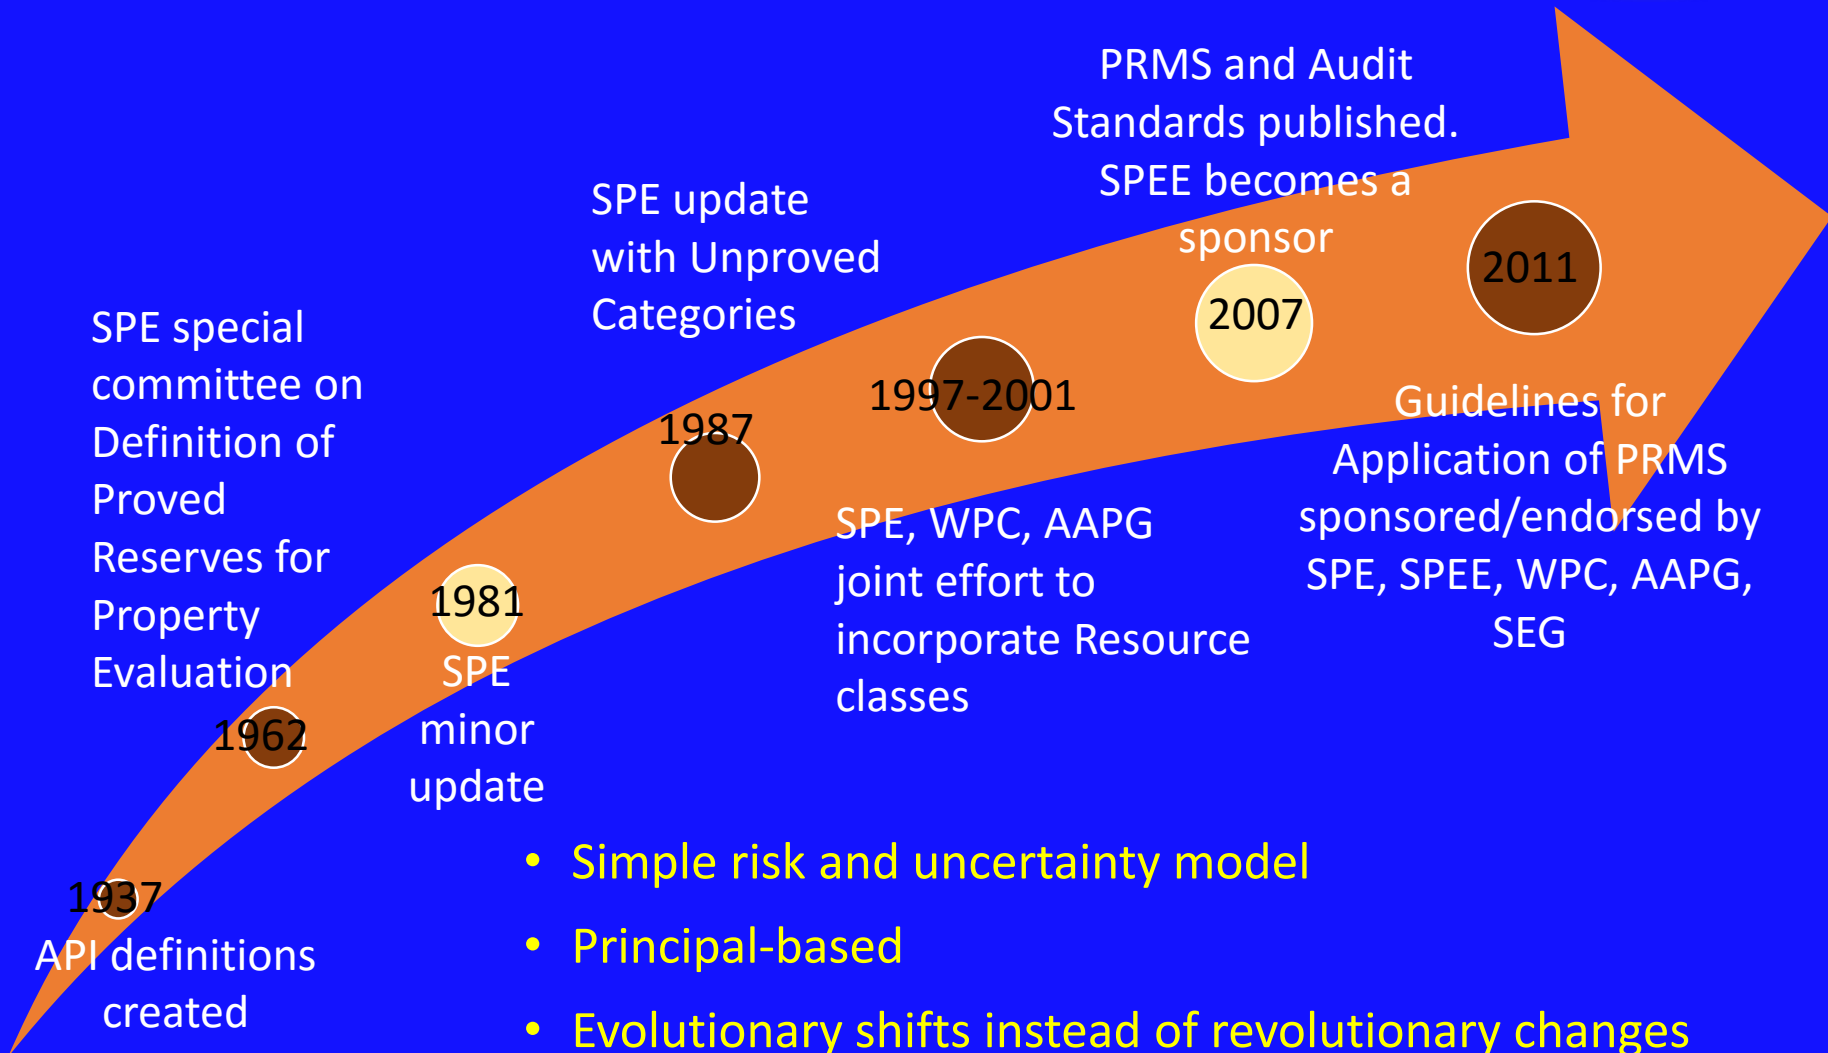 PRMS and Audit
Standards published.
SPEE becomes a
sponsor
SPE update
with Unproved
Categories
2011
2007
SPE special
committee on
Definition of
Proved
Reserves for
Property
Evaluation
1997-2001
1987
Guidelines for
Application of PRMS
sponsored/endorsed by
SPE, SPEE, WPC, AAPG,
SEG
SPE, WPC, AAPG
joint effort to
incorporate Resource
classes
1981
SPE
minor
update
1962
1937
API definitions
created
• Simple risk and uncertainty model
• Principal-based
• Evolutionary shifts instead of revolutionary changes